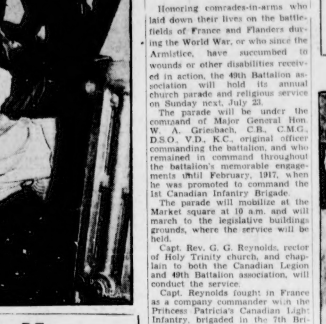 Honoring comrades-in-arms who
laid down their lives on the battle-
fields of France and Flanders dur-
ing the World War, or who since the
Armistice, have succumbed to
wounds or other disabilities receiv-
ed in action, the 49th Battalion as-
sociation will hold its annual
church parade and religious service
on Sunday next, July 23.
The parade will be under the
command of Major General Hon.
W. A. Griesbach, C.B., C.M.G.,
D.S.O., V.D., K.C., original officer
commanding the battalion, and who
remained in command throughout
the battalion's memorable engage-
ments until February, 1917, when
he was promoted to command the
1st Canadian Infantry Brigade.
The parade will mobilize at the
Market square at 10 a.m. and will
march to the legislative buildings
grounds, where the service will be
held.
Capt. Rev. G. G. Reynolds, rector
of Holy Trinity church, and chap-
lain to both the Canadian Legion
and 49th Battalion association, will
conduct the service.
Capt. Reynolds fought in France
as a company commander with the
Princess Patricia's Canadian Light
Infantry, brigaded in the 7th Bri-